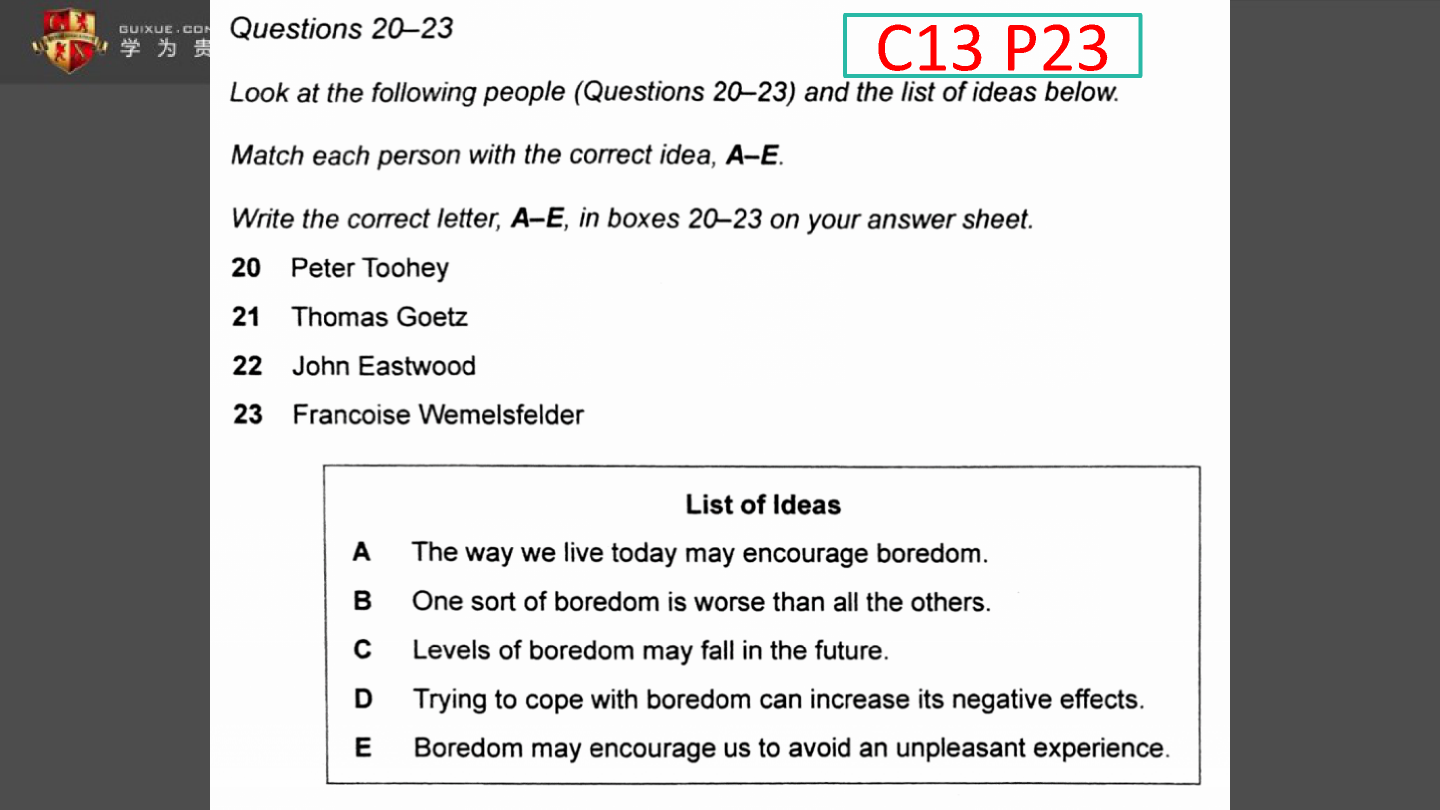 GUIXUE.COM
学 为 贵
Questions 20–23
C13 P23
Look at the following people (Questions 20–23) and the list of ideas below.
Match each person with the correct idea, A–E.
Write the correct letter, A–E, in boxes 20–23 on your answer sheet.
20 Peter Toohey
21 Thomas Goetz
22 John Eastwood
23 Francoise Wemelsfelder
List of Ideas
A The way we live today may encourage boredom.
B One sort of boredom is worse than all the others.
C Levels of boredom may fall in the future.
D Trying to cope with boredom can increase its negative effects.
E Boredom may encourage us to avoid an unpleasant experience.